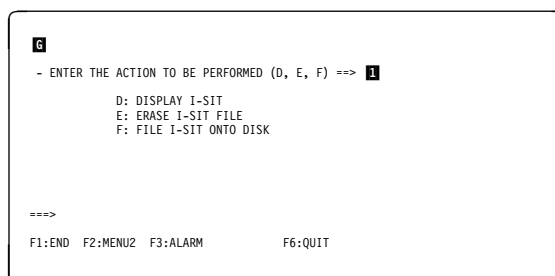 G
- ENTER THE ACTION TO BE PERFORMED (D, E, F) ==> 1
D: DISPLAY I-SIT
E: ERASE I-SIT FILE
F: FILE I-SIT ONTO DISK
===>
F1:END F2:MENU2 F3:ALARM F6:QUIT